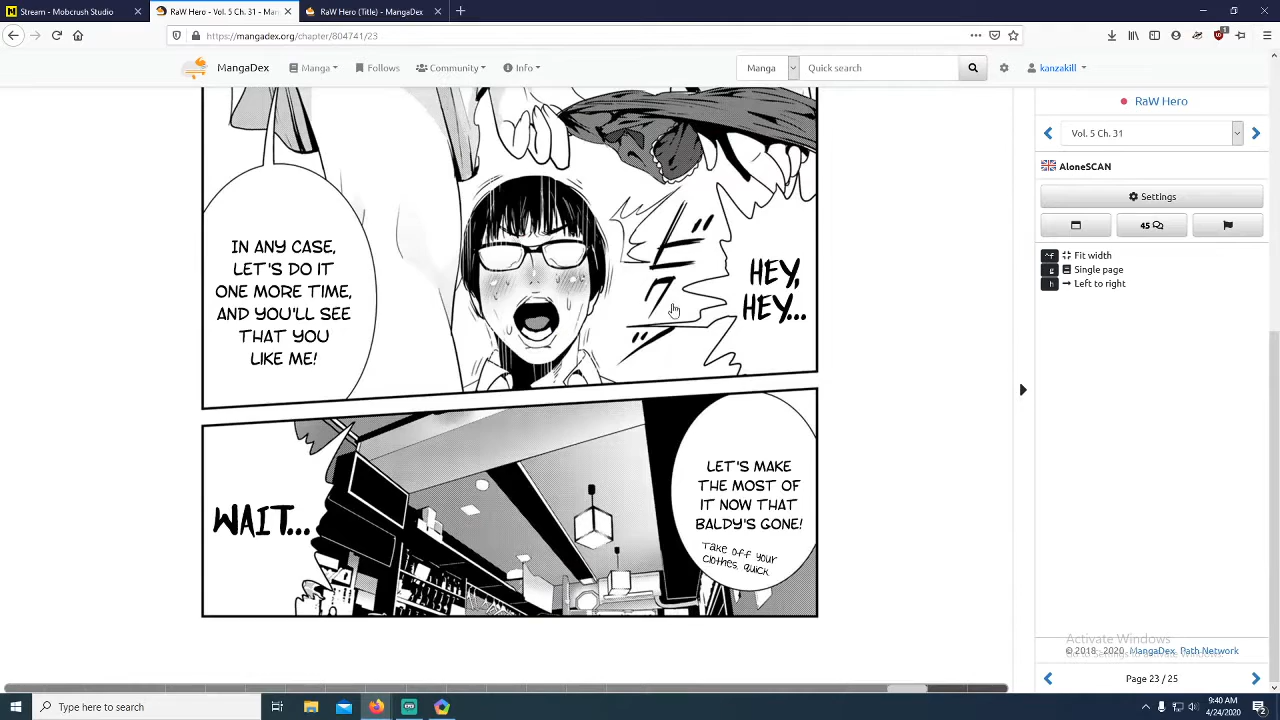 Stream - Mobcrush Studio
RaW Hero - Vol. 5 Ch. 31 - Man
RaW Hero (Title) - MangaDex
https://mangadex.org/chapter/804741/23
MangaDex
Manga
Follows
Community
Info
Manga
Quick search
kanzakill
RaW Hero
Vol. 5 Ch. 31
AloneSCAN
Settings
45
^F Fit width
g Single page
h Left to right
HEY,
HEY...
ビ
ク
IN ANY CASE,
LET'S DO IT
ONE MORE TIME,
AND YOU'LL SEE
THAT YOU
LIKE ME!
LET'S MAKE
THE MOST OF
IT NOW THAT
BALDY'S GONE!
Take off your
clothes, quick
WAIT...
Activate Windows
© 2018 2020 MangaDex Path Network
Page 23 / 25
Type here to search
9:40 AM
4/24/2020
2